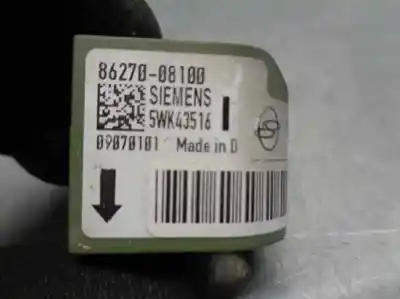 86270-08100
SIEMENS
5WK43516 I
09070101 Made in D